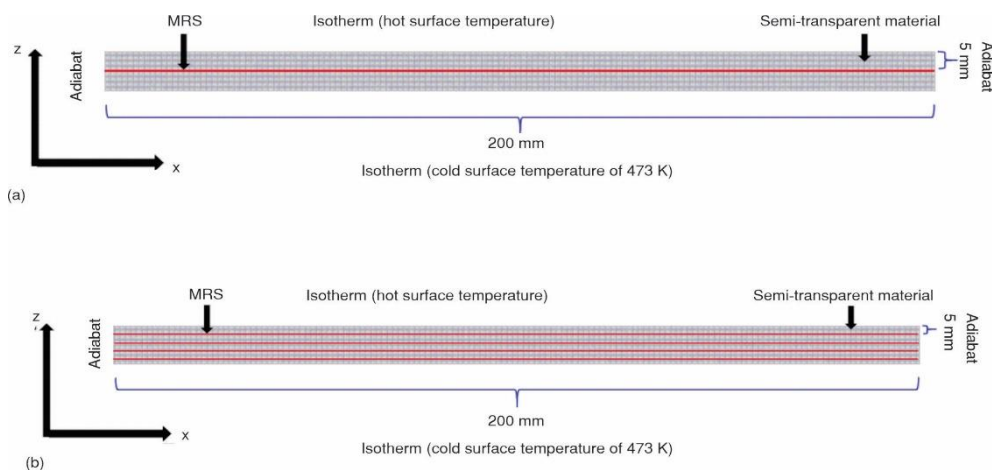 MRS
Isotherm (hot surface temperature)
Semi-transparent material
z
Adiabat
5 mm
Adiabat
200 mm
Isotherm (cold surface temperature of 473 K)
x
(a)
MRS
Isotherm (hot surface temperature)
Semi-transparent material
z
Adiabat
5 mm
Adiabat
200 mm
Isotherm (cold surface temperature of 473 K)
x
(b)